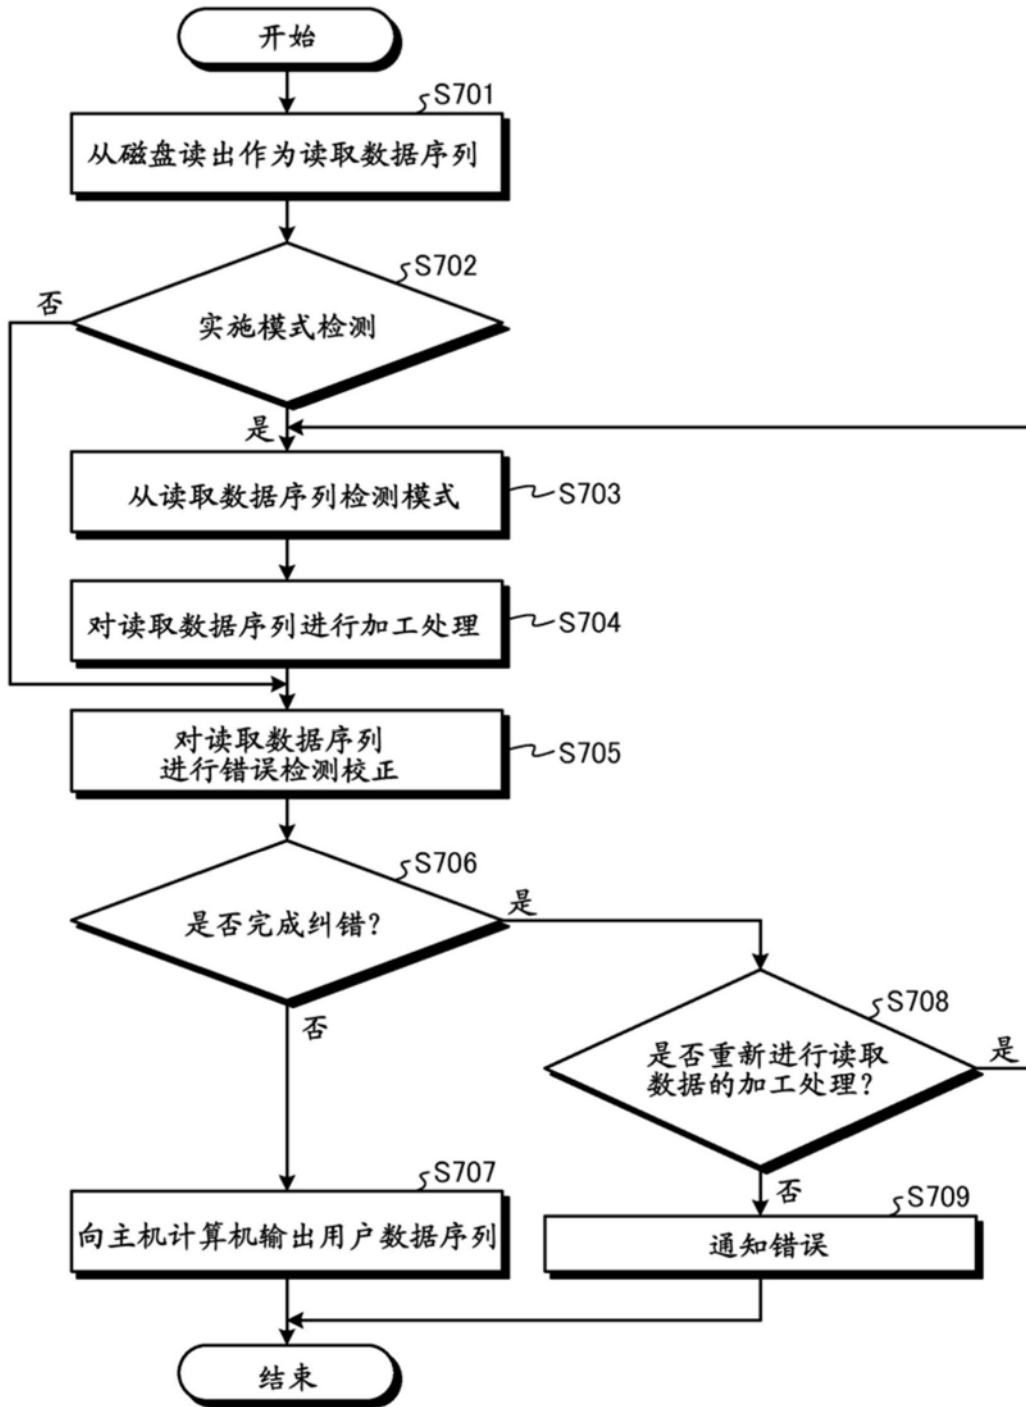 开始
S701
从磁盘读出作为读取数据序列
S702
否
实施模式检测
是
从读取数据序列检测模式
S703
对读取数据序列进行加工处理
S704
对读取数据序列
进行错误检测校正
S705
S706
是否完成纠错？
是
否
S708
是否重新进行读取
数据的加工处理？
是
否
S707
向主机计算机输出用户数据序列
S709
通知错误
结束